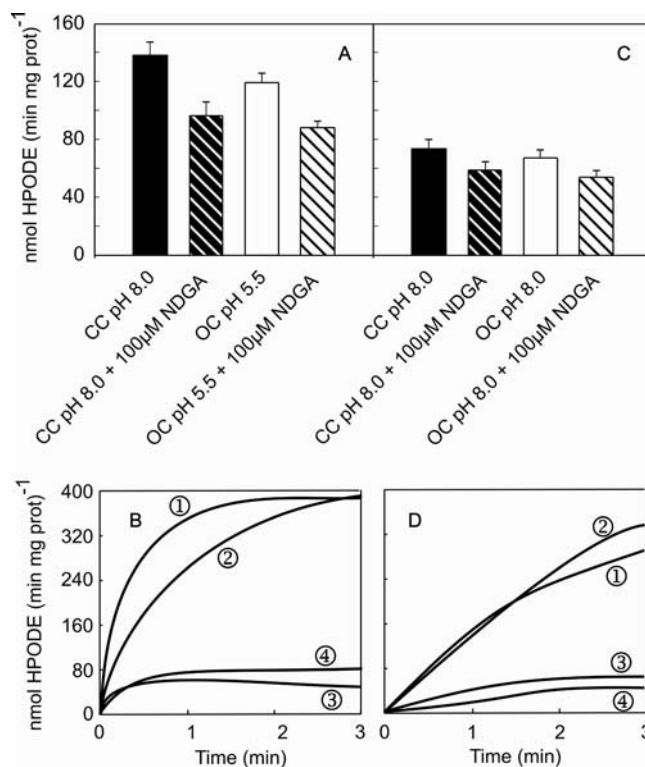 nmol HPODE (min mg prot)-1
160
120
80
40
0
A
C
CC pH 8.0
CC pH 8.0 + 100µM NDGA
OC pH 5.5
OC pH 5.5 + 100µM NDGA
CC pH 8.0
CC pH 8.0 + 100µM NDGA
OC pH 8.0
OC pH 8.0 + 100µM NDGA
nmol HPODE (min mg prot)-1
400
320
240
160
80
0
B
①
②
④
③
D
②
①
③
④
0 1 2 3
0 1 2 3
Time (min)
Time (min)